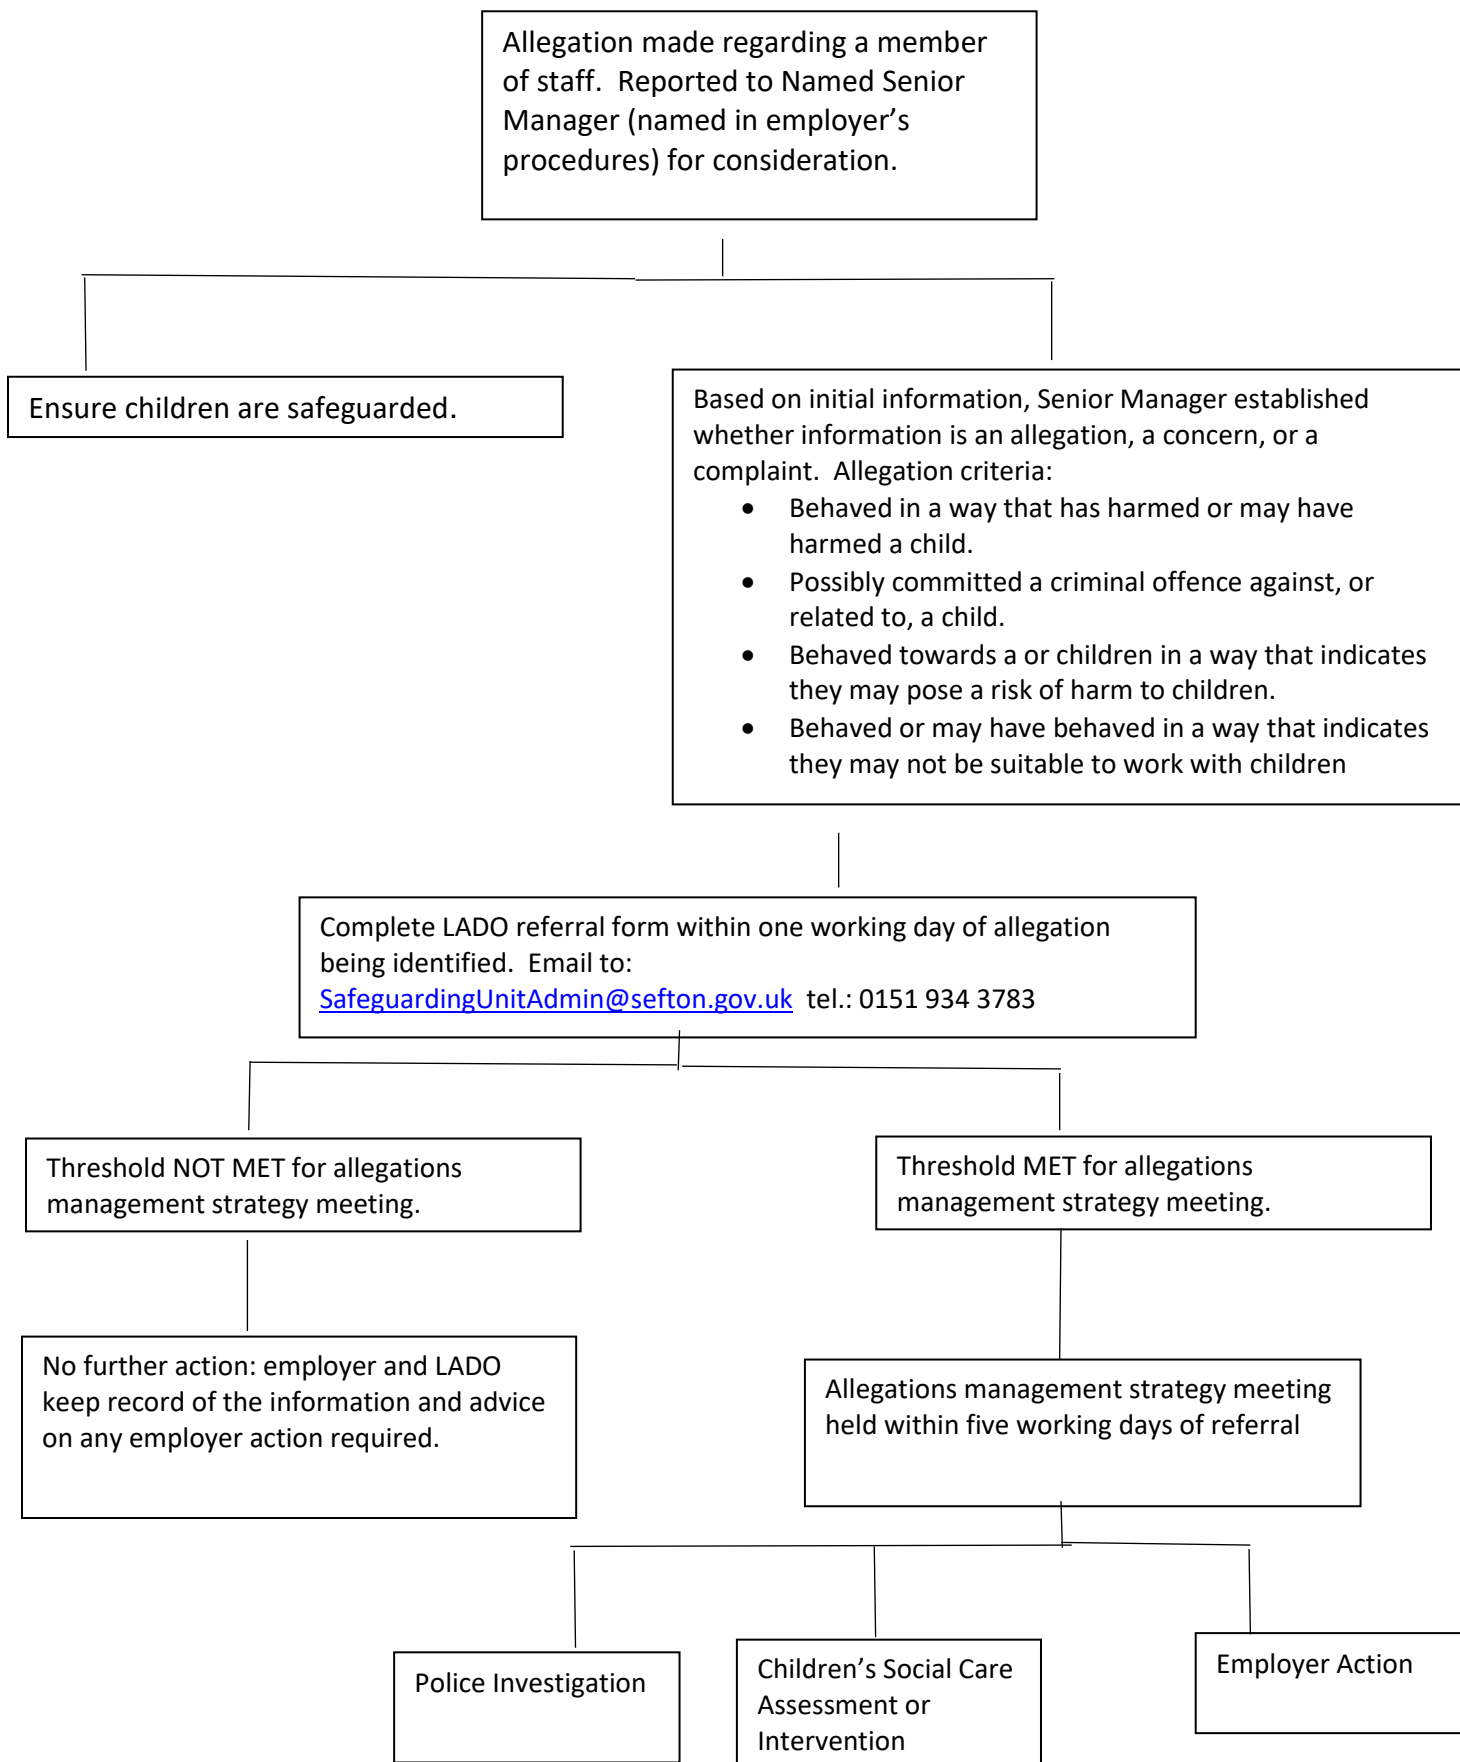 Allegation made regarding a member
of staff.  Reported to Named Senior
Manager (named in employer’s
procedures) for consideration.
Ensure children are safeguarded.
Based on initial information, Senior Manager established
whether information is an allegation, a concern, or a
complaint.  Allegation criteria:
• Behaved in a way that has harmed or may have
harmed a child.
• Possibly committed a criminal offence against, or
related to, a child.
• Behaved towards a or children in a way that indicates
they may pose a risk of harm to children.
• Behaved or may have behaved in a way that indicates
they may not be suitable to work with children
Complete LADO referral form within one working day of allegation
being identified.  Email to:
SafeguardingUnitAdmin@sefton.gov.uk  tel.: 0151 934 3783
Threshold NOT MET for allegations
management strategy meeting.
Threshold MET for allegations
management strategy meeting.
No further action: employer and LADO
keep record of the information and advice
on any employer action required.
Allegations management strategy meeting
held within five working days of referral
Police Investigation
Children’s Social Care
Assessment or
Intervention
Employer Action